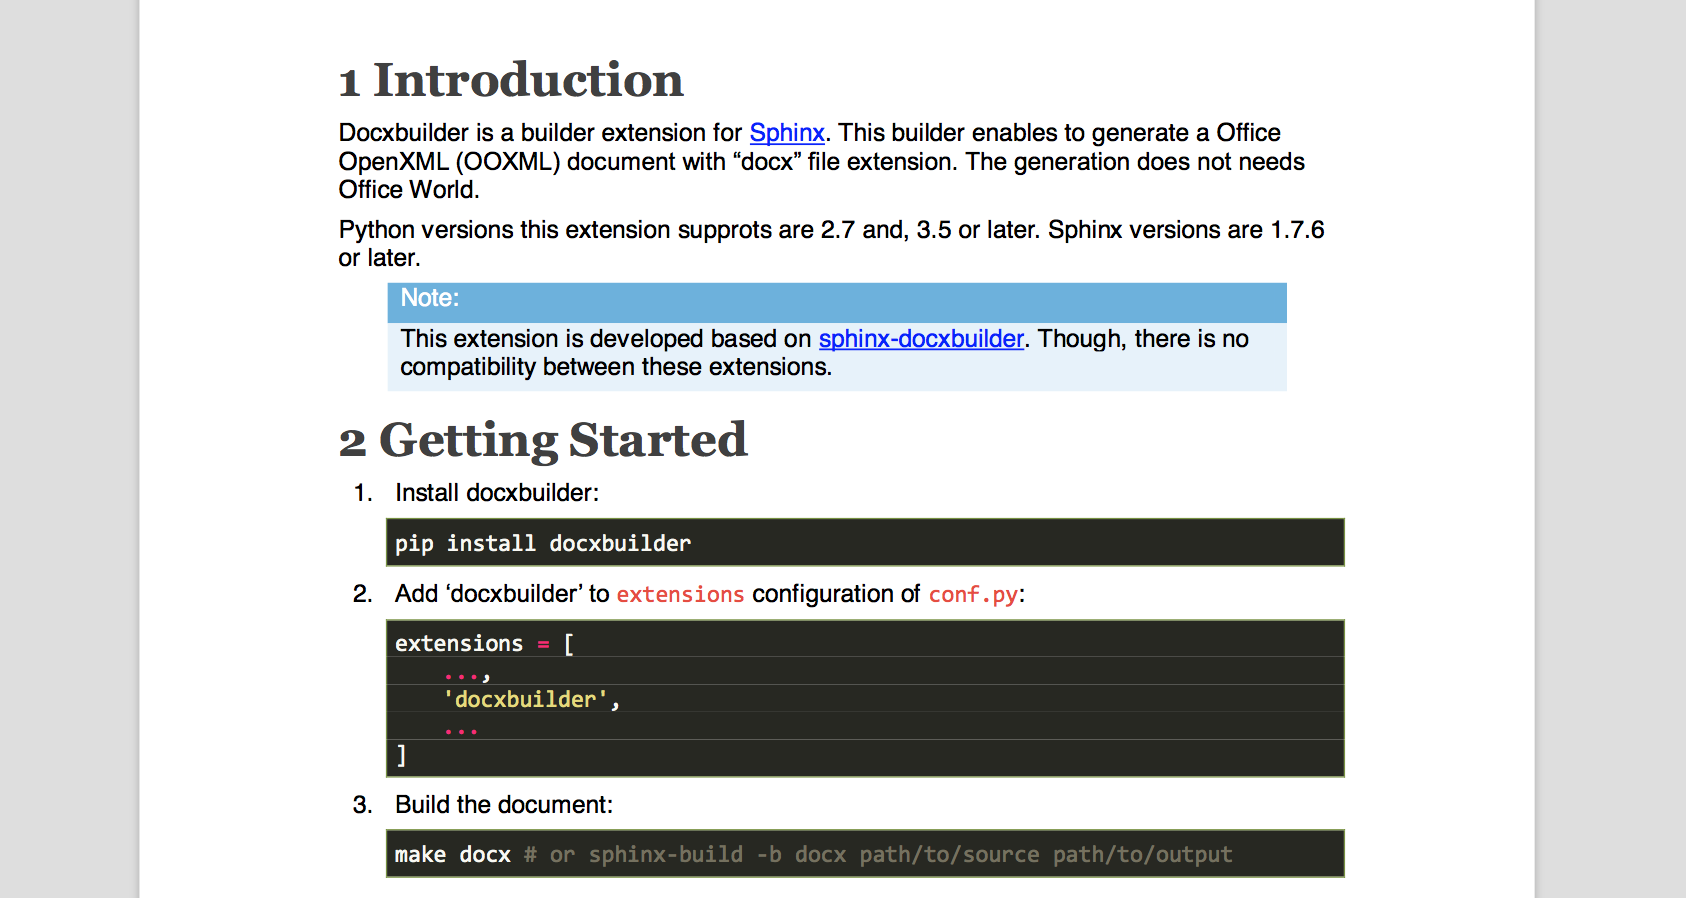 1 Introduction
Docxbuilder is a builder extension for Sphinx. This builder enables to generate a Office
OpenXML (OOXML) document with “docx” file extension. The generation does not needs
Office World.
Python versions this extension supprots are 2.7 and, 3.5 or later. Sphinx versions are 1.7.6
or later.
Note:
This extension is developed based on sphinx-docxbuilder. Though, there is no
compatibility between these extensions.
2 Getting Started
1. Install docxbuilder:
pip install docxbuilder
2. Add ‘docxbuilder’ to extensions configuration of conf.py:
extensions = [
    ...,
    'docxbuilder',
    ...
]
3. Build the document:
make docx # or sphinx-build -b docx path/to/source path/to/output